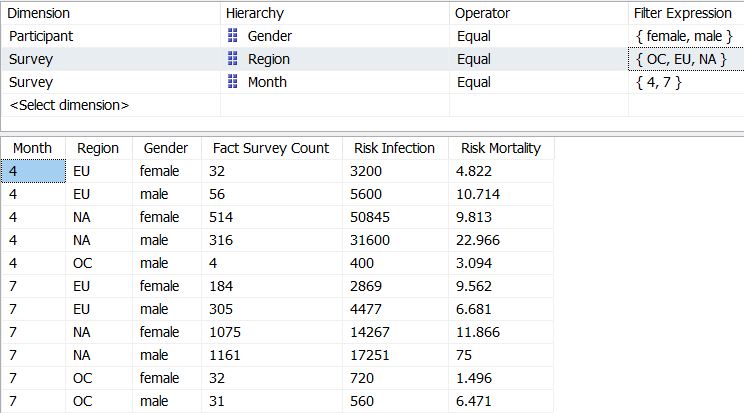 Dimension Hierarchy Operator Filter Expression
Participant Gender Equal { female, male }
Survey Region Equal { OC, EU, NA }
Survey Month Equal { 4, 7 }
<Select dimension>
Month Region Gender Fact Survey Count Risk Infection Risk Mortality
4 EU female 32 3200 4.822
4 EU male 56 5600 10.714
4 NA female 514 50845 9.813
4 NA male 316 31600 22.966
4 OC male 4 400 3.094
7 EU female 184 2869 9.562
7 EU male 305 4477 6.681
7 NA female 1075 14267 11.866
7 NA male 1161 17251 75
7 OC female 32 720 1.496
7 OC male 31 560 6.471